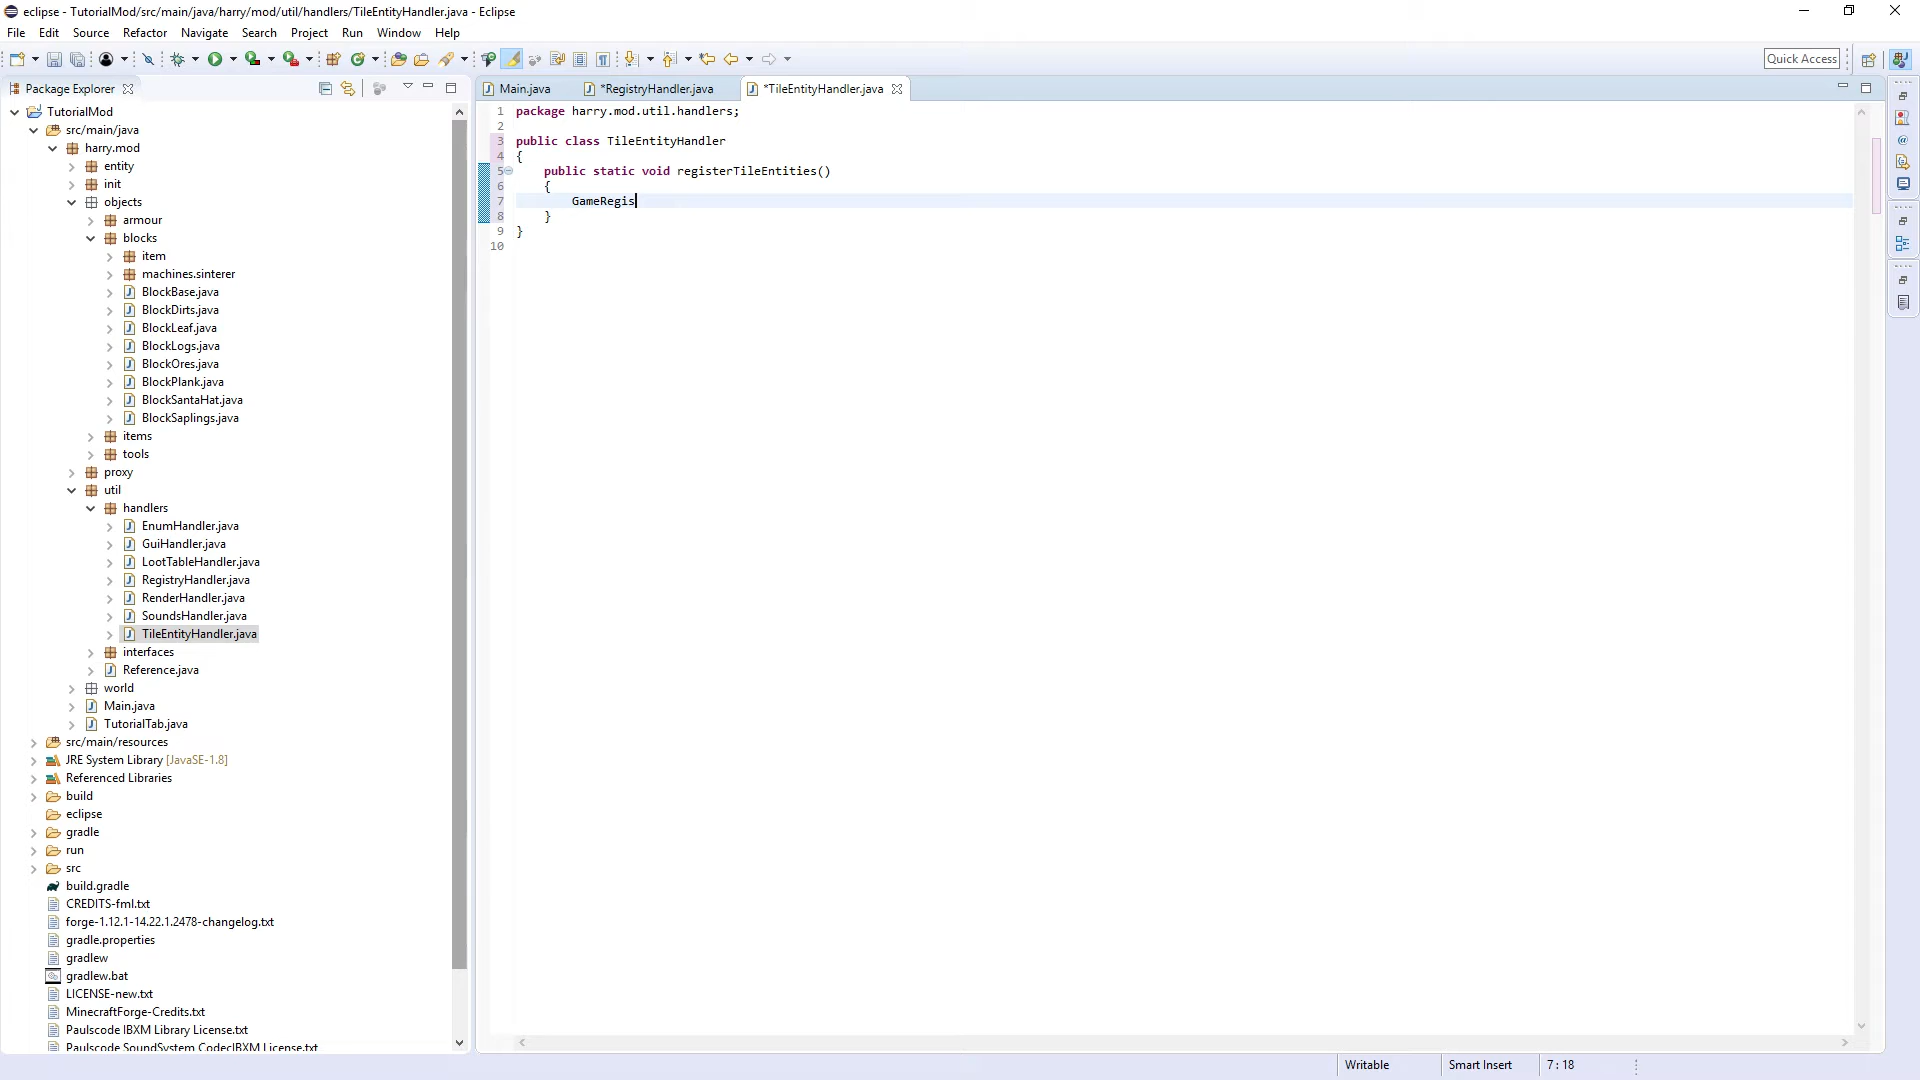 eclipse - TutorialMod/src/main/java/harry/mod/util/handlers/TileEntityHandler.java - Eclipse
File Edit Source Refactor Navigate Search Project Run Window Help
Quick Access
Package Explorer
Main.java *RegistryHandler.java *TileEntityHandler.java
TutorialMod
src/main/java
harry.mod
entity
init
objects
armour
blocks
item
machines.sinterer
BlockBase.java
BlockDirts.java
BlockLeaf.java
BlockLogs.java
BlockOres.java
BlockPlank.java
BlockSantaHat.java
BlockSaplings.java
items
tools
proxy
util
handlers
EnumHandler.java
GuiHandler.java
LootTableHandler.java
RegistryHandler.java
RenderHandler.java
SoundsHandler.java
TileEntityHandler.java
interfaces
Reference.java
world
Main.java
TutorialTab.java
src/main/resources
JRE System Library [JavaSE-1.8]
Referenced Libraries
build
eclipse
gradle
run
src
build.gradle
CREDITS-fml.txt
forge-1.12.1-14.22.1.2478-changelog.txt
gradle.properties
gradlew
gradlew.bat
LICENSE-new.txt
MinecraftForge-Credits.txt
Paulscode IBXM Library License.txt
Paulscode SoundSystem CodecIBXM License.txt
1 package harry.mod.util.handlers;
2
3 public class TileEntityHandler
4 {
5 public static void registerTileEntities()
6 {
7 GameRegis
8 }
9 }
10
Writable Smart Insert 7 : 18